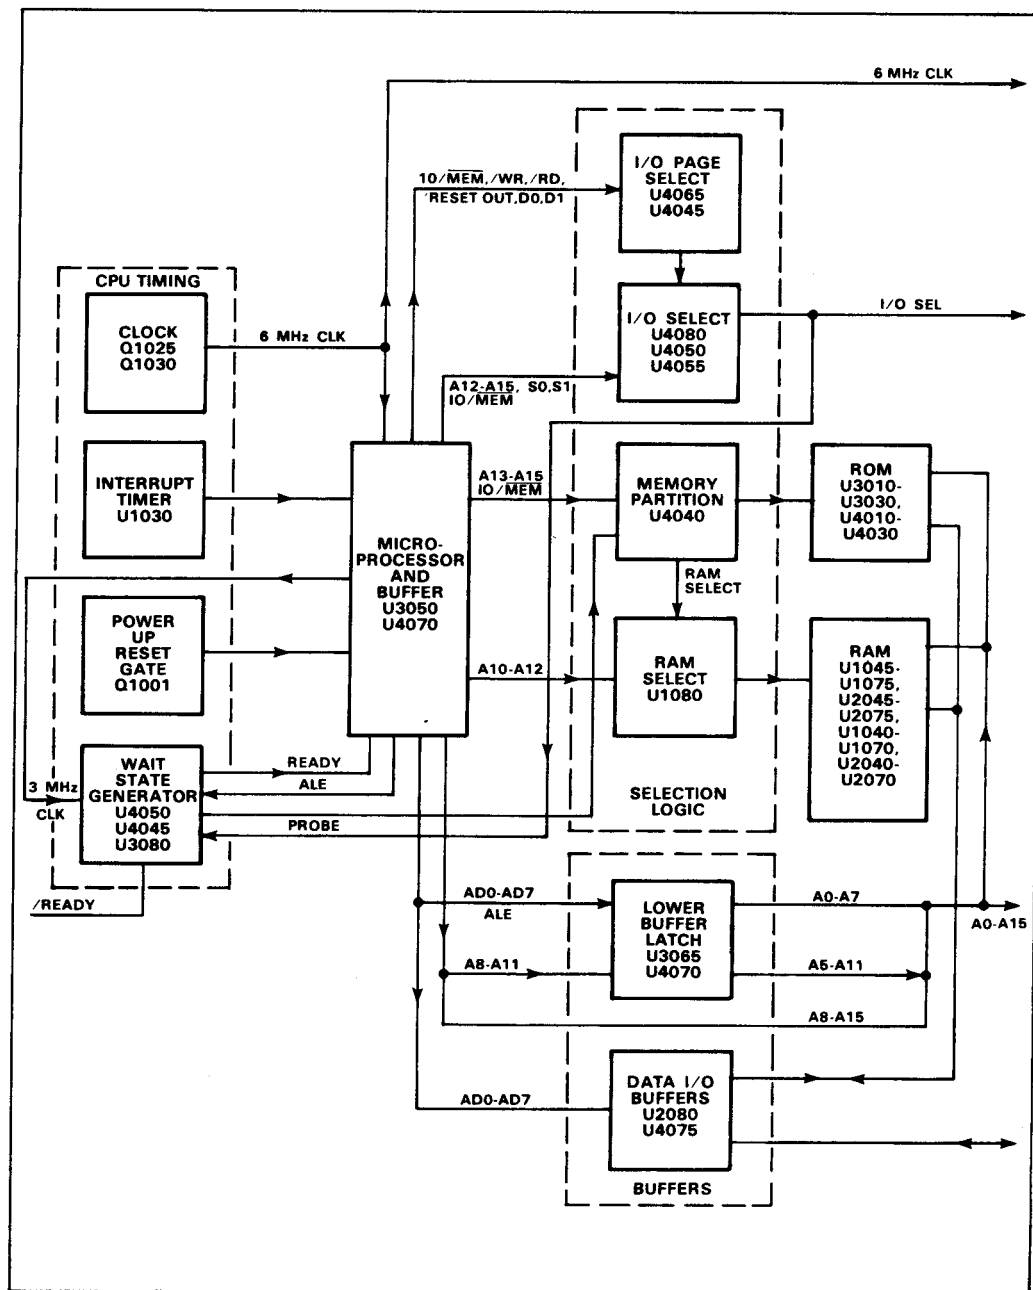 6 MHz CLK
I/O PAGE
SELECT
U4065
U4045
10/MEM,/WR,/RD,
RESET OUT,D0,D1
CPU TIMING
CLOCK
Q1025
Q1030
6 MHz CLK
I/O SELECT
U4080
U4050
U4055
I/O SEL
A12-A15, S0,S1
IO/MEM
INTERRUPT
TIMER
U1030
MICRO-
PROCESSOR
AND
BUFFER
U3050
U4070
A13-A15
IO/MEM
MEMORY
PARTITION
U4040
ROM
U3010-
U3030,
U4010-
U4030
RAM
SELECT
POWER
UP
RESET
GATE
Q1001
A10-A12
RAM
SELECT
U1080
RAM
U1045-
U1075,
U2045-
U2075,
U1040-
U1070,
U2040-
U2070
WAIT
STATE
GENERATOR
U4050
U4045
U3080
3 MHz
CLK
READY
ALE
PROBE
/READY
SELECTION
LOGIC
AD0-AD7
ALE
LOWER
BUFFER
LATCH
U3065
U4070
A0-A7
A0-A15
A8-A11
A5-A11
A8-A15
AD0-AD7
DATA I/O
BUFFERS
U2080
U4075
BUFFERS